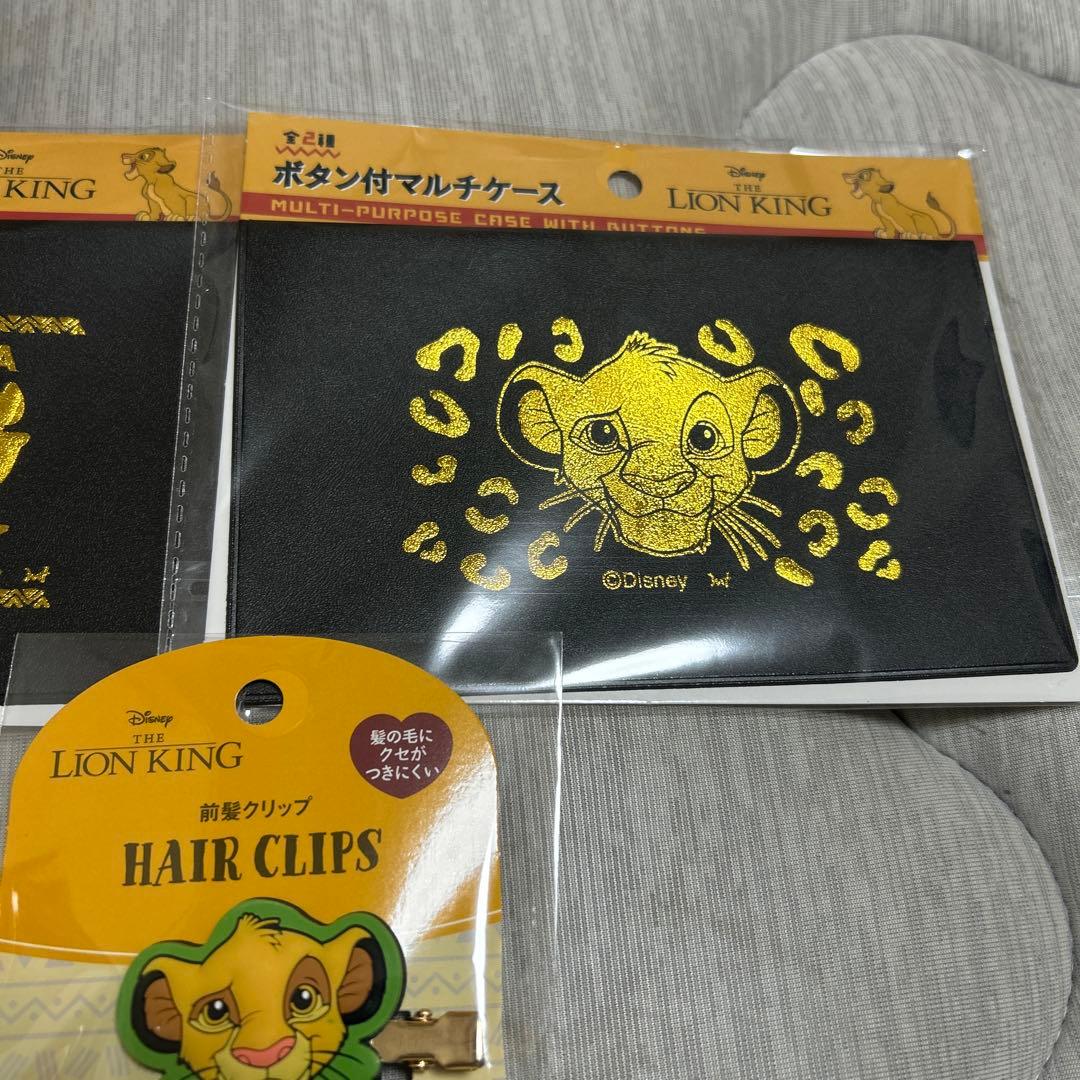 Disney
THE
N KING
A
全2種
ボタン付マルチケース
MULTI-PURPOSE CASE WITH BUTTONS
Disney
THE
LION KING
©Disney
Disney
THE
LION KING
髪の毛に
クセが
つきにくい
前髪クリップ
HAIR CLIPS